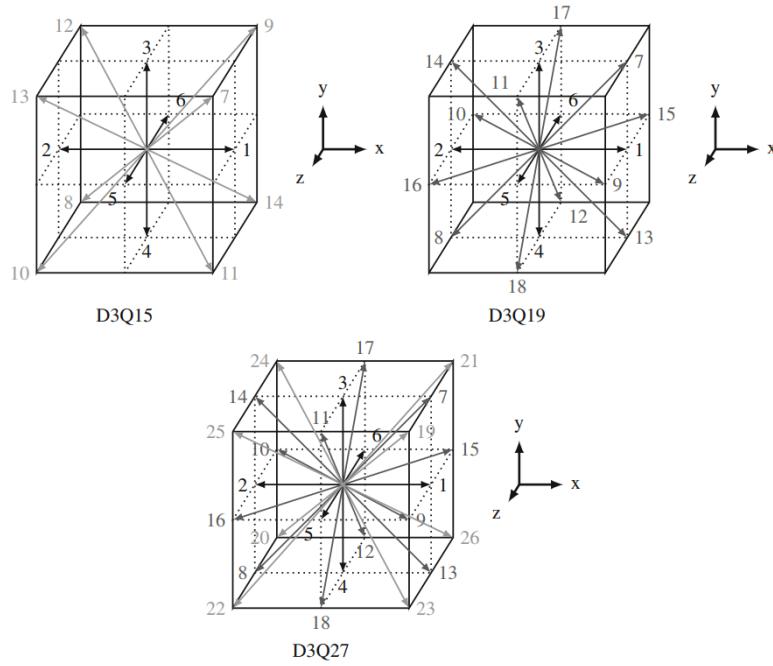 12 9 17
3 3
14 7
13 7 11
6 y 10 6 15 y
2 1 x 2 1 x
z z
5 16 5 9
8 14 8 12 13
4 4
10 11 18
D3Q15 D3Q19
24 17 21
14 3 7
25 11 19
10 6 15 y
2 1 x
16 5 9 z
20 12 26
8 4 13
22 18 23
D3Q27